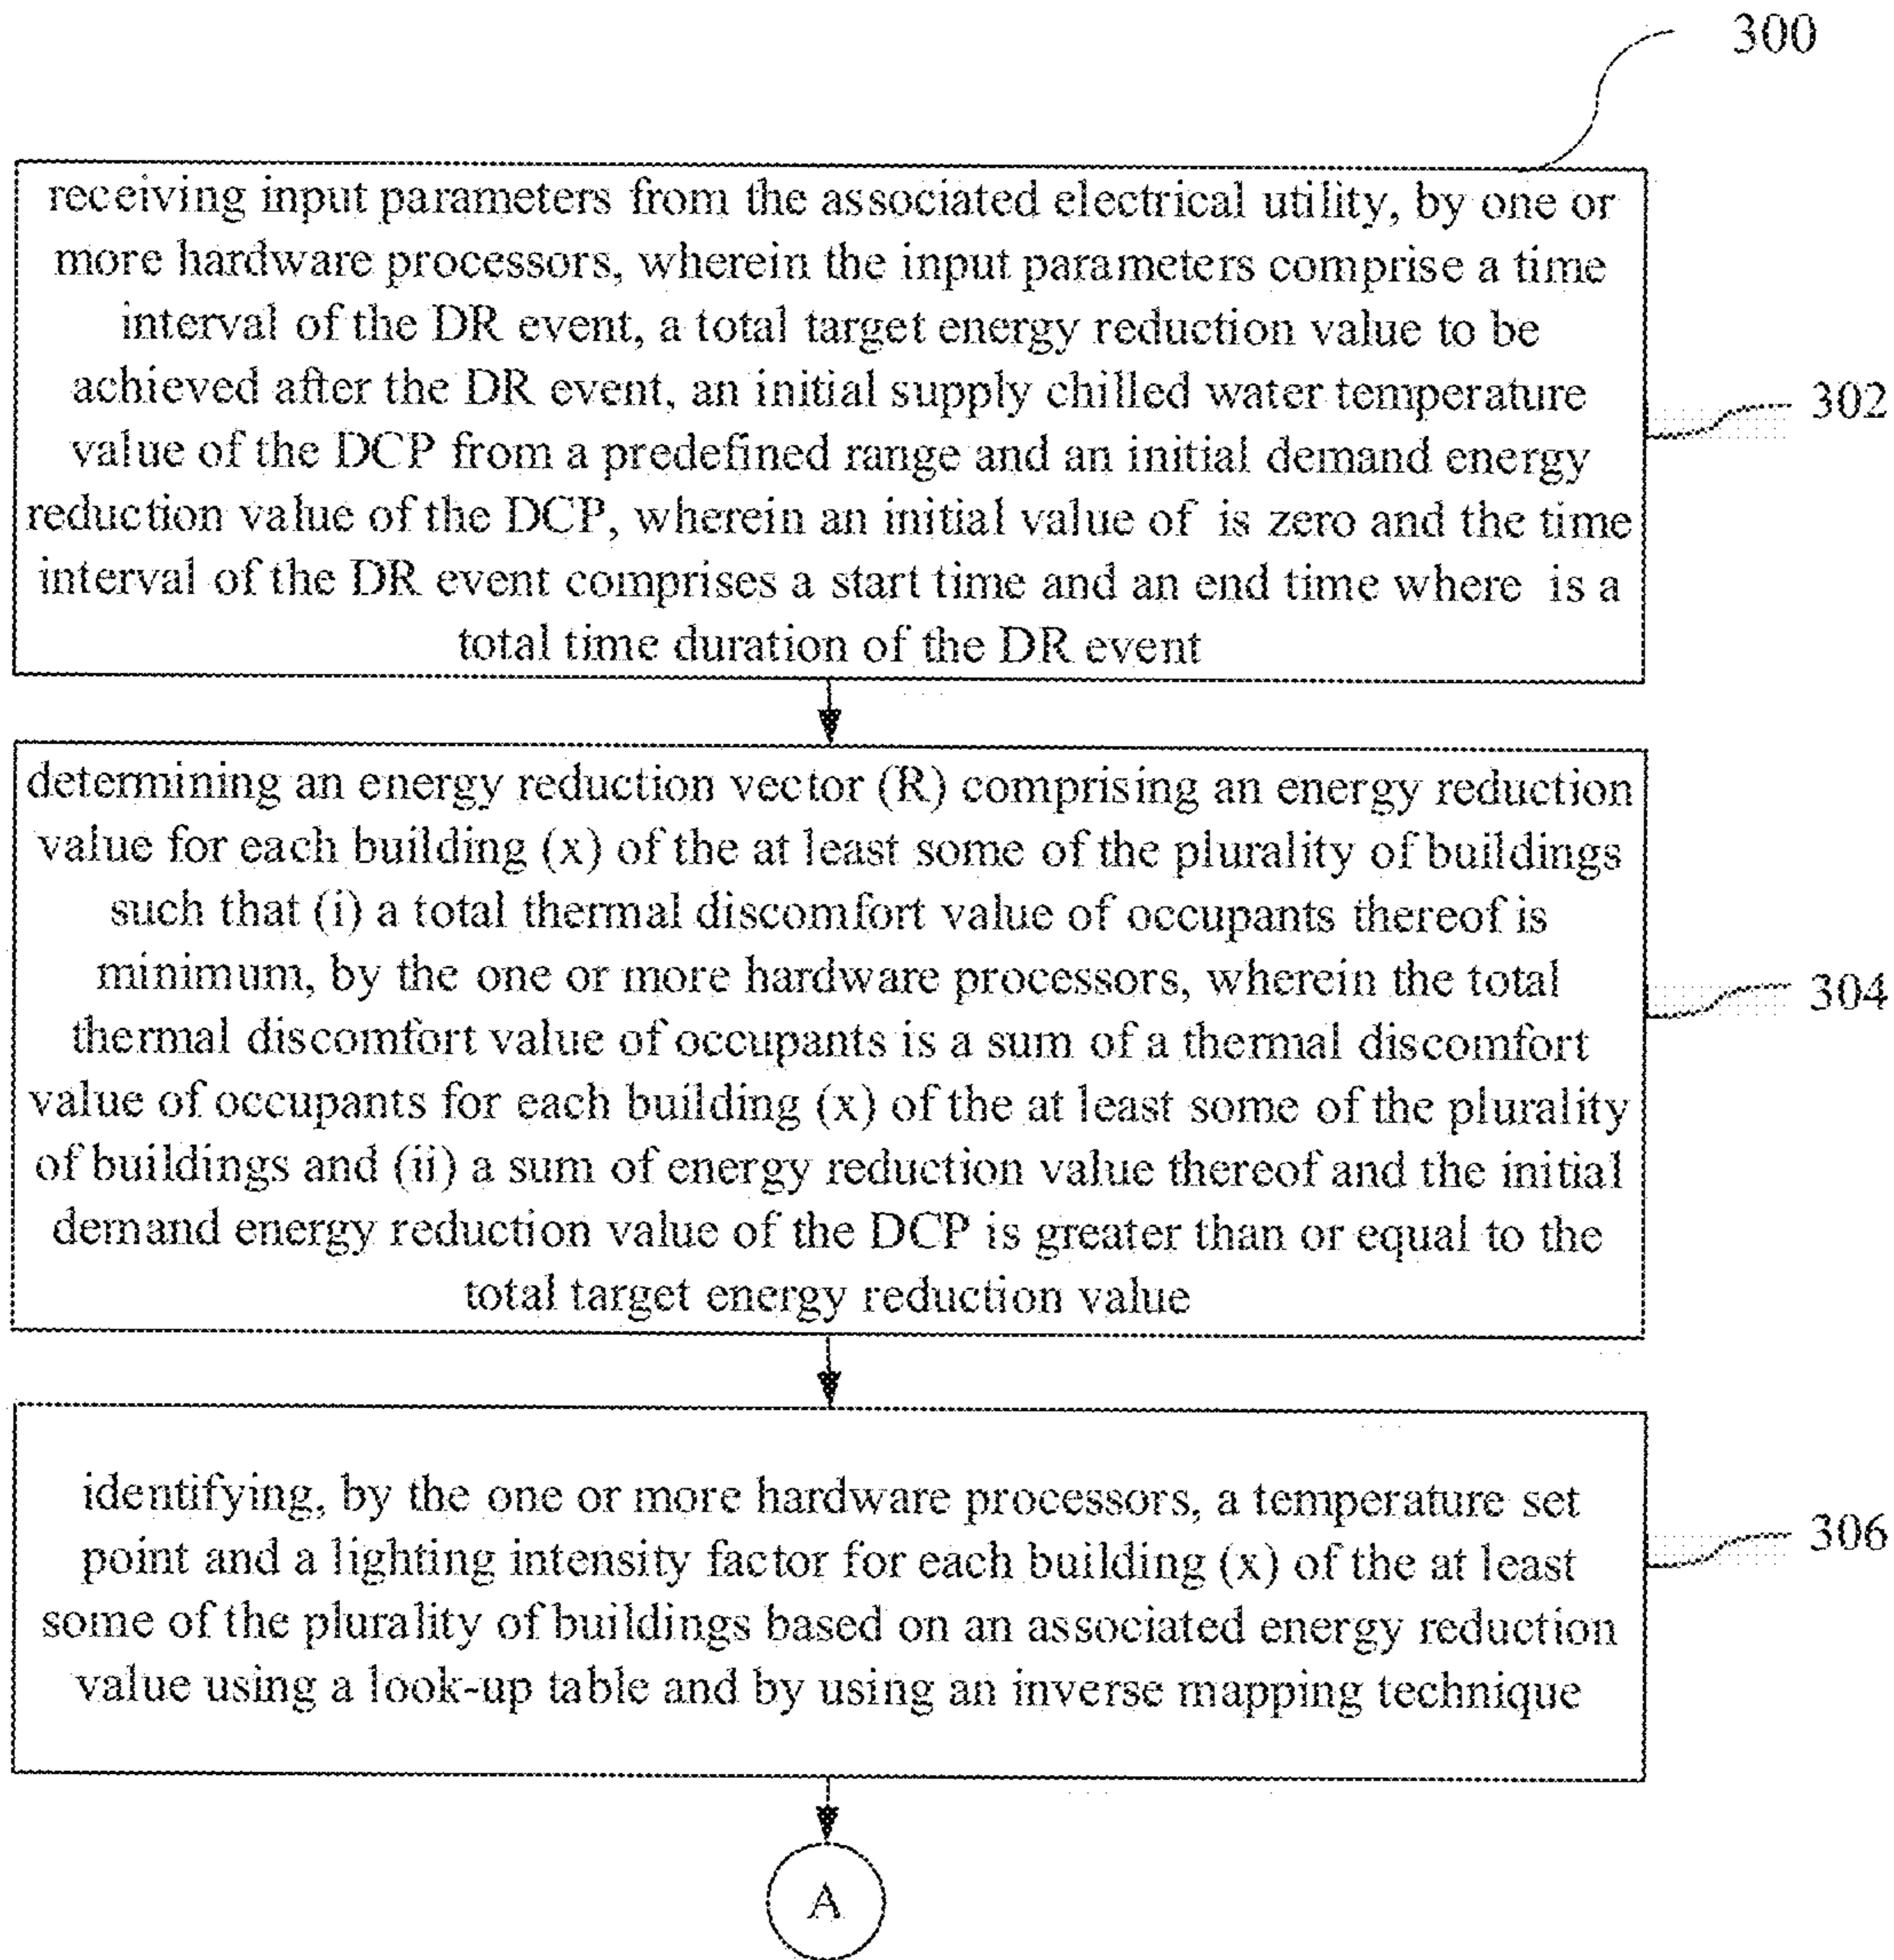 300
receiving input parameters from the associated electrical utility, by one or
more hardware processors, wherein the input parameters comprise a time
interval of the DR event, a total target energy reduction value to be
achieved after the DR event, an initial supply chilled water temperature
value of the DCP from a predefined range and an initial demand energy
reduction value of the DCP, wherein an initial value of is zero and the time
interval of the DR event comprises a start time and an end time where is a
total time duration of the DR event
302
determining an energy reduction vector (R) comprising an energy reduction
value for each building (x) of the at least some of the plurality of buildings
such that (i) a total thermal discomfort value of occupants thereof is
minimum, by the one or more hardware processors, wherein the total
thermal discomfort value of occupants is a sum of a thermal discomfort
value of occupants for each building (x) of the at least some of the plurality
of buildings and (ii) a sum of energy reduction value thereof and the initial
demand energy reduction value of the DCP is greater than or equal to the
total target energy reduction value
304
identifying, by the one or more hardware processors, a temperature set
point and a lighting intensity factor for each building (x) of the at least
some of the plurality of buildings based on an associated energy reduction
value using a look-up table and by using an inverse mapping technique
306
A